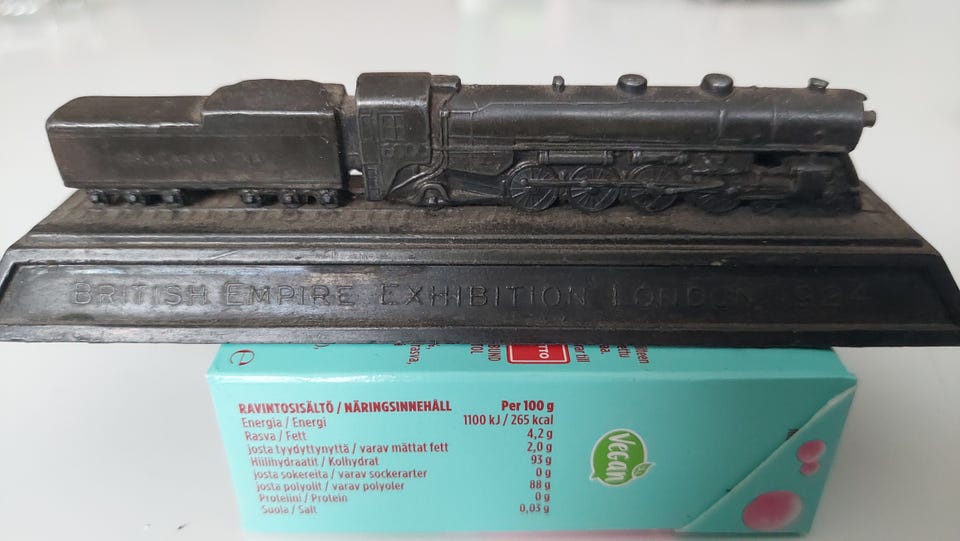 BRITISH EMPIRE EXHIBITION LONDON 1924
e
RAVINTOSISÄLTÖ / NÄRINGSINNEHÅLL Per 100 g
Energia / Energi 1100 kJ / 265 kcal
Rasva / Fett 4,2 g
josta tyydyttynyttä / varav mättat fett 2,0 g
Hiilihydraatit / Kolhydrat 93 g
josta sokereita / varav sockerarter 0 g
josta polyolit / varav polyoler 88 g
Proteiini / Protein 0 g
Suola / Salt 0,03 g
Vegan